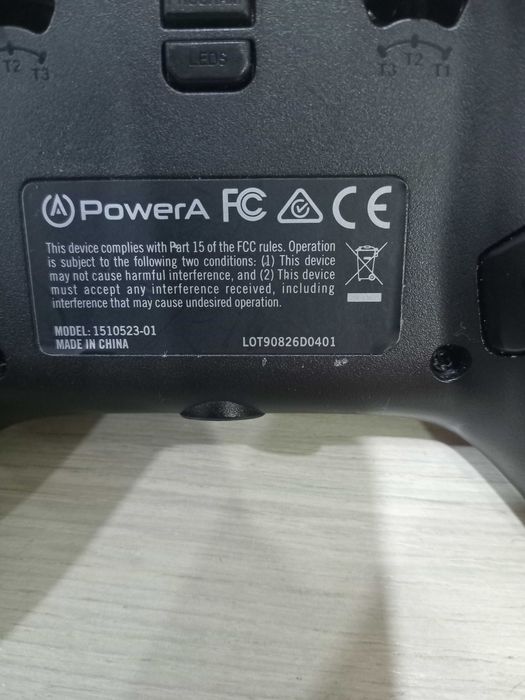 T2
T3
LEDS
T3
T2
T1
PowerA FC CE
This device complies with Part 15 of the FCC rules. Operation
is subject to the following two conditions: (1) This device
may not cause harmful interference, and (2) This device
must accept any interference received, including
interference that may cause undesired operation.
MODEL: 1510523-01
MADE IN CHINA
LOT90826D0401